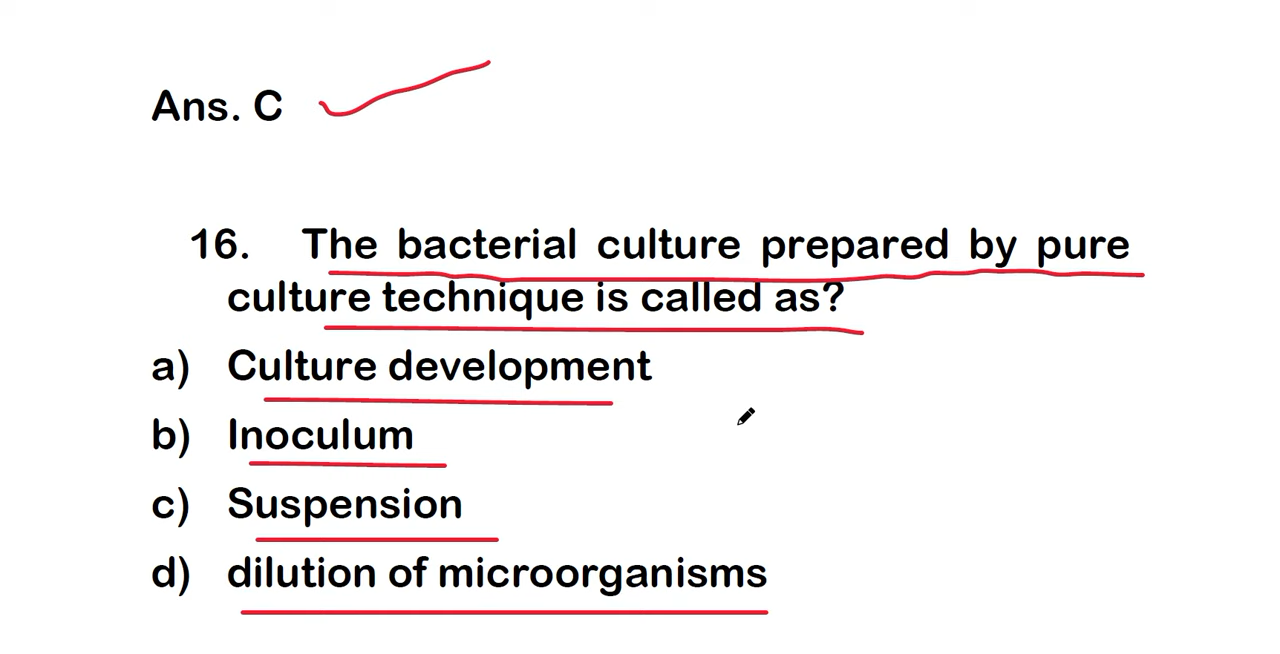 Ans. C
16. The bacterial culture prepared by pure
culture technique is called as?
a) Culture development
b) Inoculum
c) Suspension
d) dilution of microorganisms